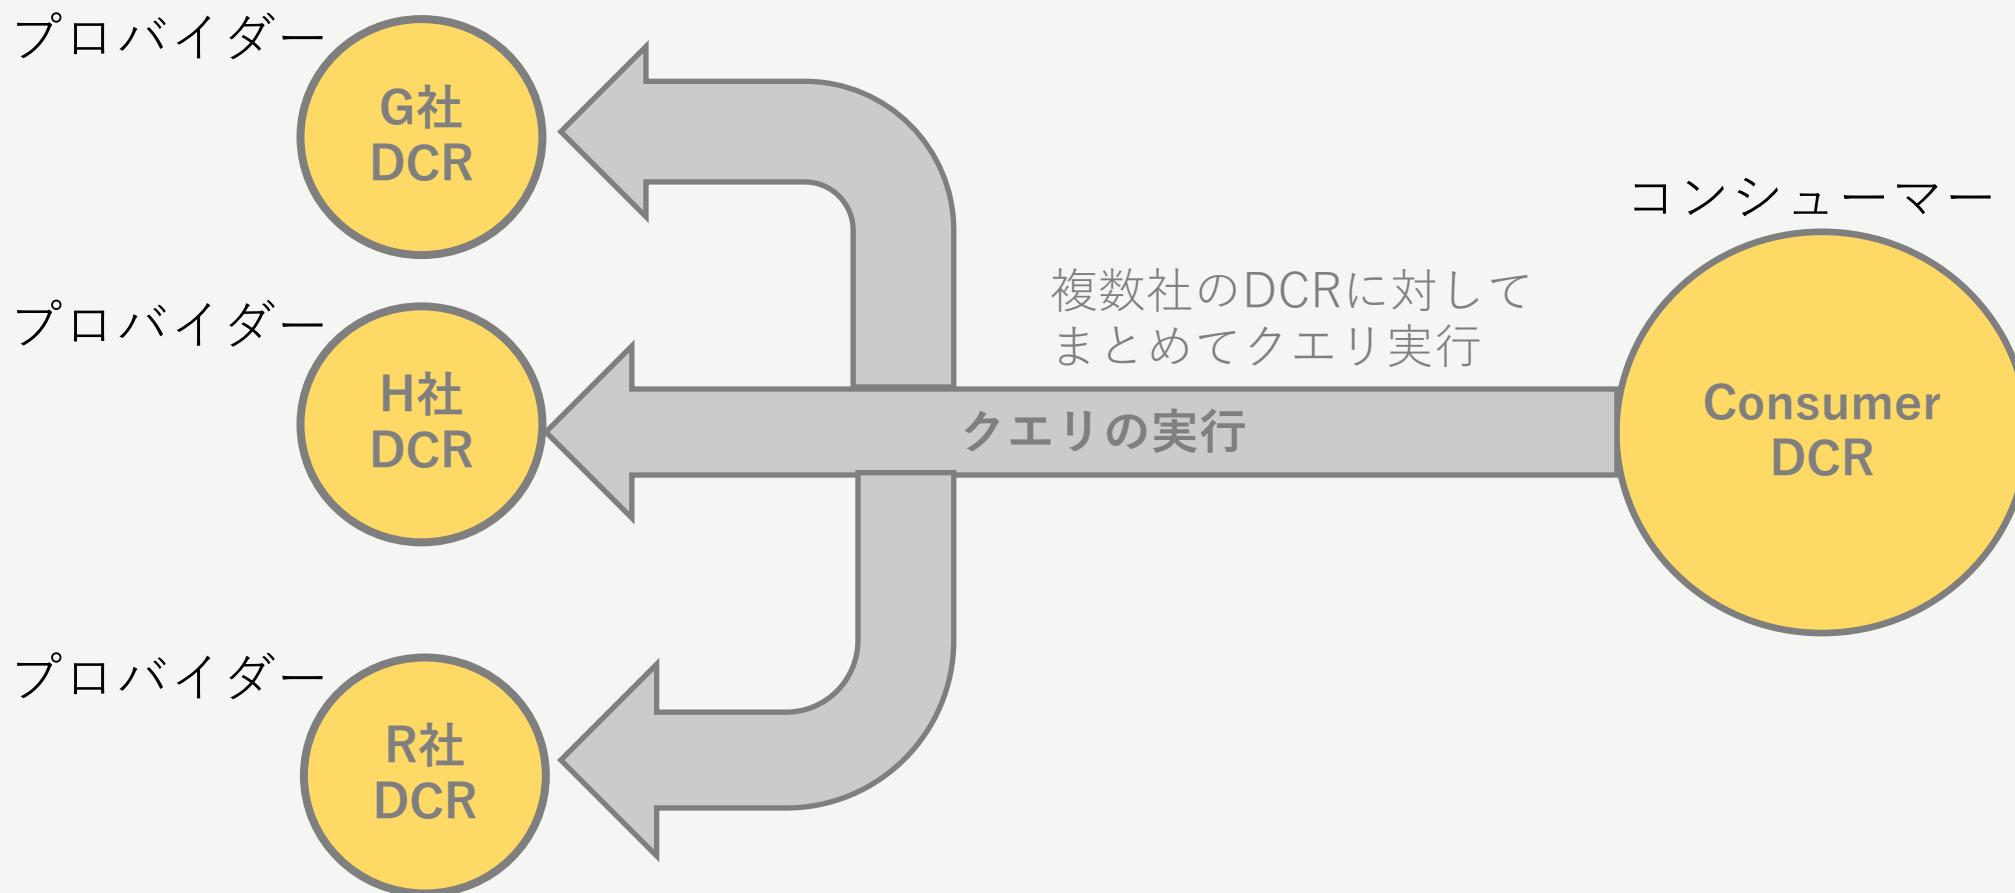 プロバイダー
G社
DCR
コンシューマー
複数社のDCRに対して
まとめてクエリ実行
プロバイダー
H社
DCR
クエリの実行
Consumer
DCR
プロバイダー
R社
DCR